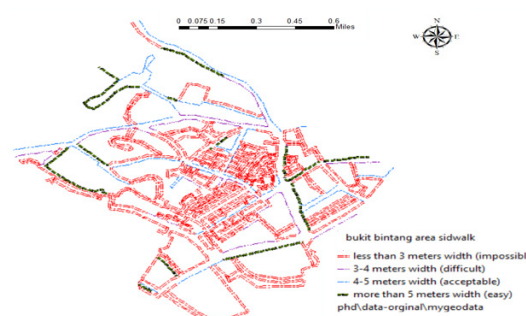 0 0.075 0.15 0.3 0.45 0.6
Miles
N
W E
S
bukit bintang area sidwalk
less than 3 meters width (impossibl
3-4 meters width (difficult)
4-5 meters width (acceptable)
more than 5 meters width (easy)
phd\data-orginal\mygeodata